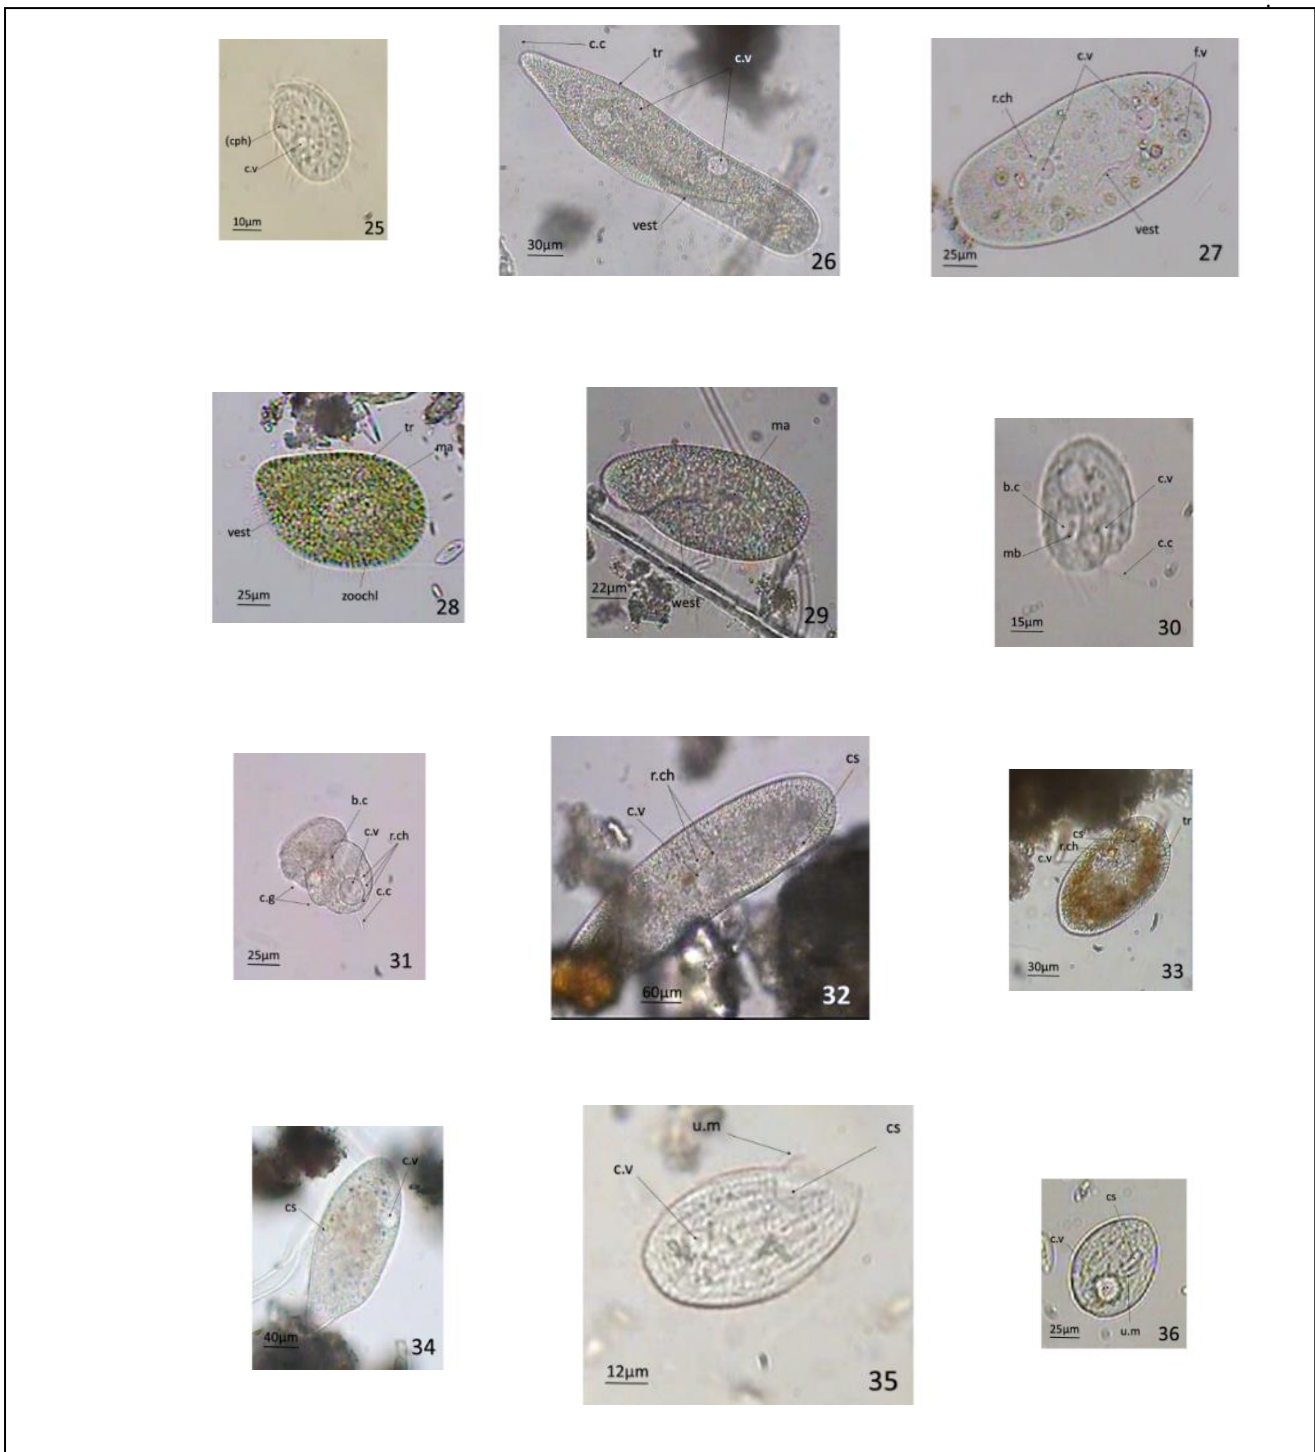 (cph)
c.v
10µm
25
c.c
tr
c.v
vest
30µm
26
c.v
f.v
r.ch
vest
25µm
27
tr
ma
vest
zoochl
25µm
28
ma
22µm
west
29
b.c
c.v
mb
c.c
15µm
30
b.c
c.v
r.ch
c.g
c.c
25µm
31
r.ch
cs
c.v
60µm
32
cs
tr
r.ch
c.v
30µm
33
c.v
cs
40µm
34
u.m
cs
c.v
12µm
35
cs
c.v
u.m
25µm
36